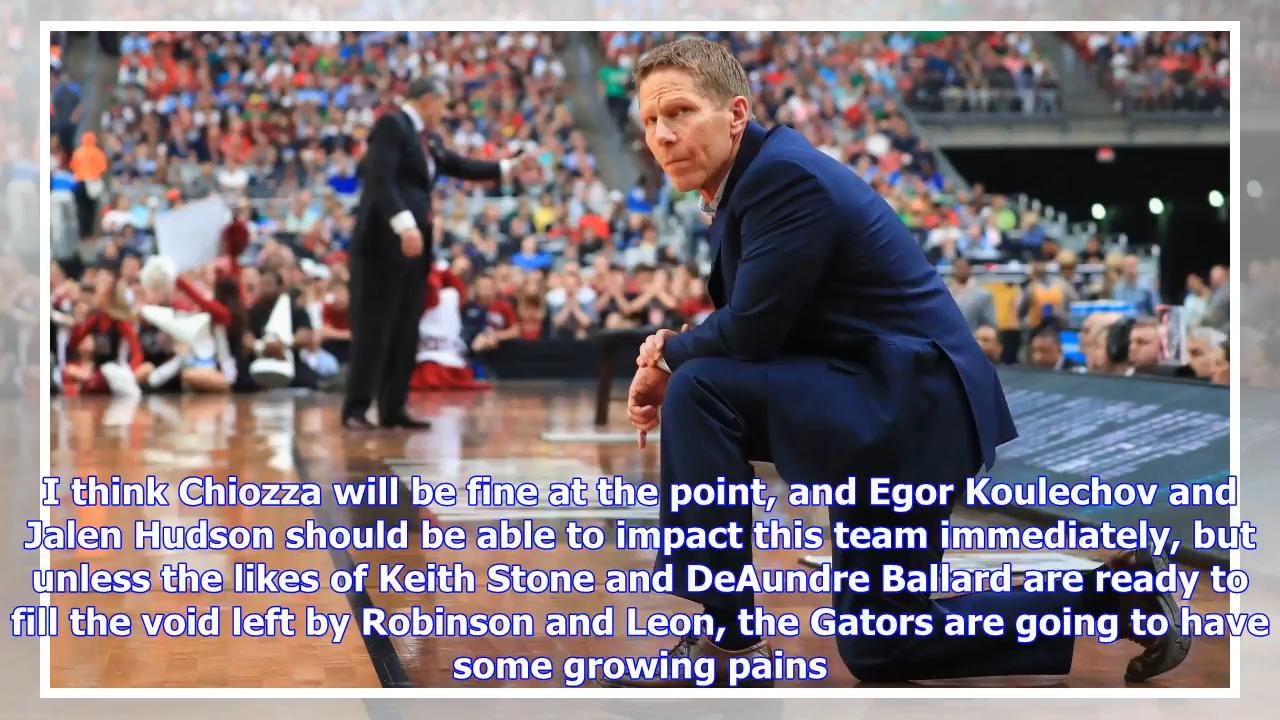 I think Chiozza will be fine at the point, and Egor Koulechov and
Jalen Hudson should be able to impact this team immediately, but
unless the likes of Keith Stone and DeAundre Ballard are ready to
fill the void left by Robinson and Leon, the Gators are going to have
some growing pains